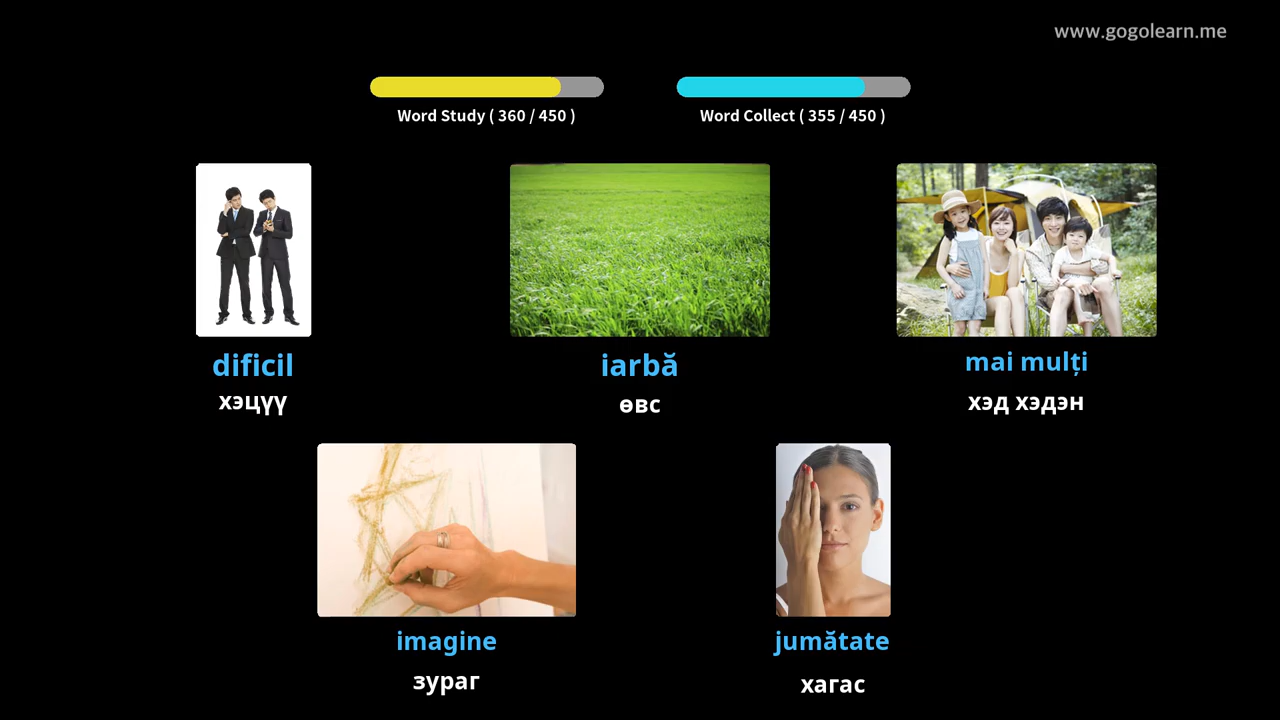 www.gogolearn.me
Word Study ( 360 / 450 )
Word Collect ( 355 / 450 )
dificil
хэцүү
iarbă
өвс
mai mulți
хэд хэдэн
imagine
зураг
jumătate
хагас